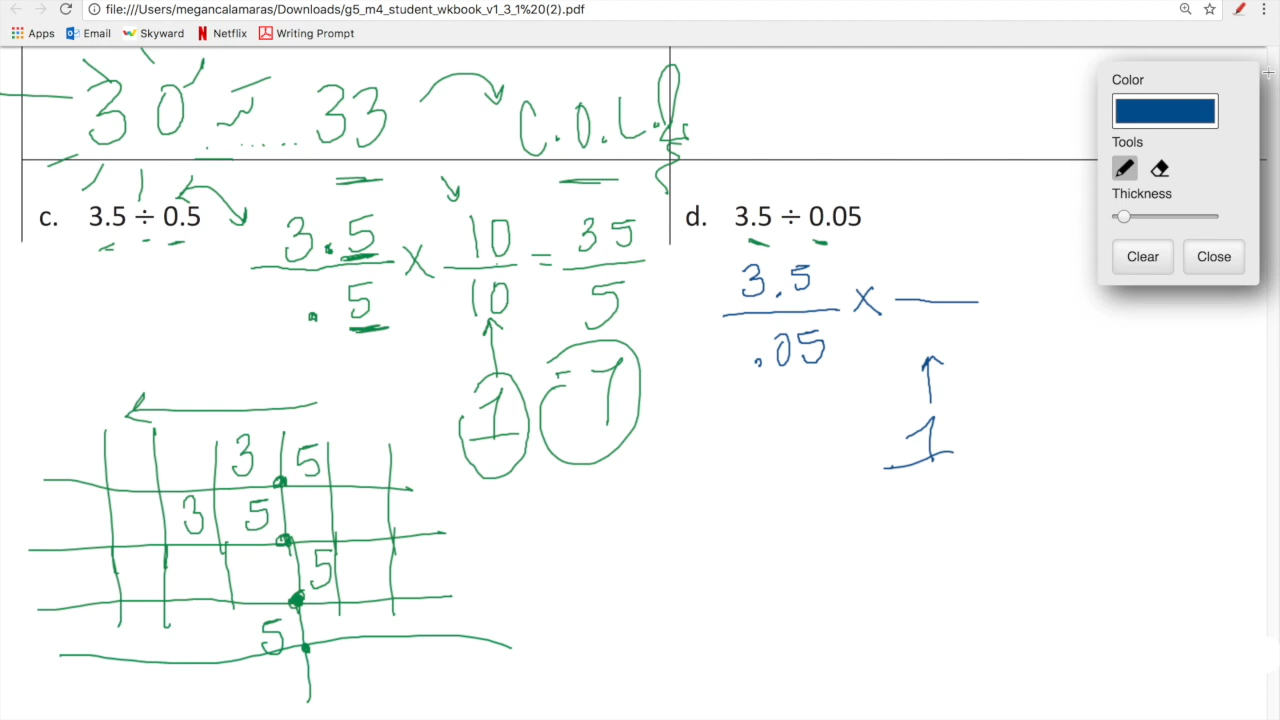 file:///Users/megancalamaras/Downloads/g5_m4_student_wkbook_v1_3_1%20(2).pdf
Apps Email Skyward Netflix Writing Prompt
30 ≈ 33 C.O.L.
c. 3.5 ÷ 0.5
3.5 / .5 × 10 / 10 = 35 / 5
1
= 7
3 5
3 5
5
5
d. 3.5 ÷ 0.05
3.5 / .05 ×
1
Color
Tools
Thickness
Clear Close